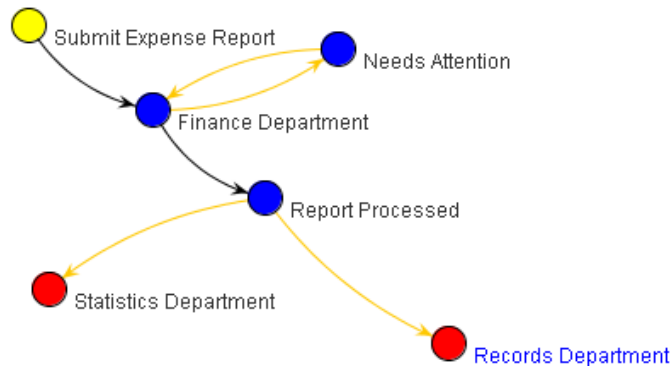 Submit Expense Report
Needs Attention
Finance Department
Report Processed
Statistics Department
Records Department